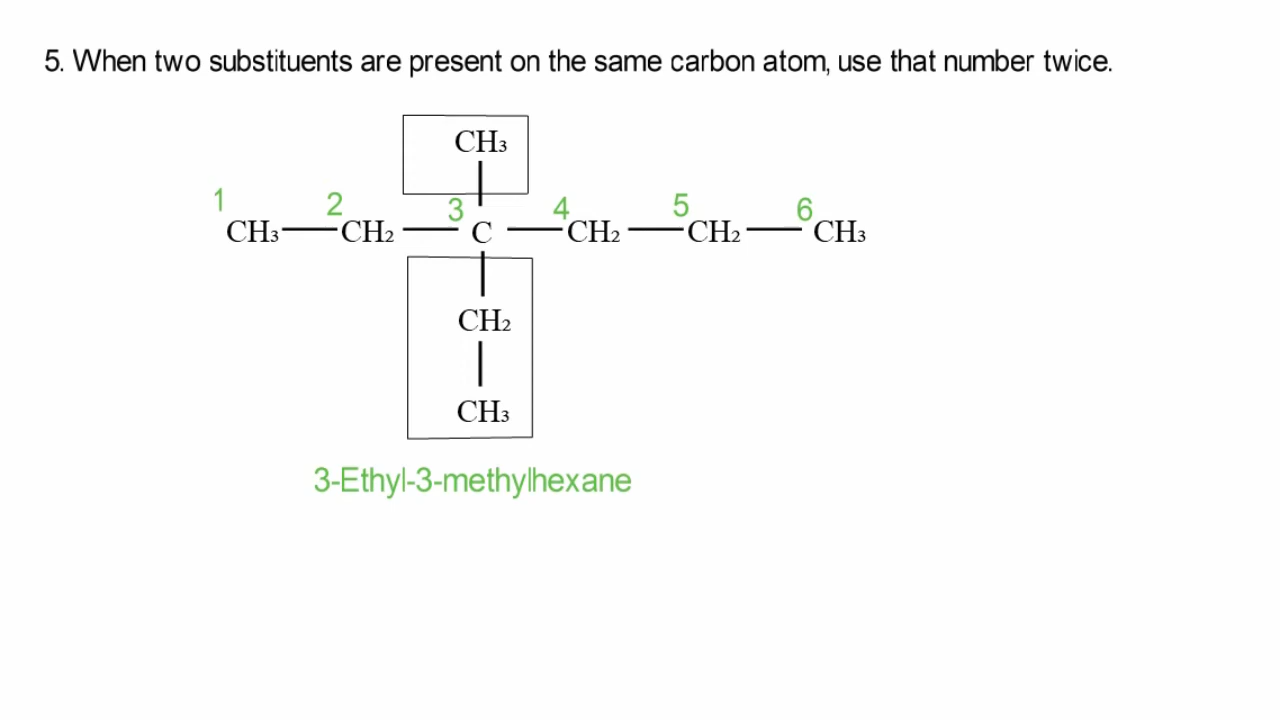 5. When two substituents are present on the same carbon atom, use that number twice.
CH₃
1 2 3 4 5 6
CH₃ CH₂ C CH₂ CH₂ CH₃
CH₂
CH₃
3-Ethyl-3-methylhexane